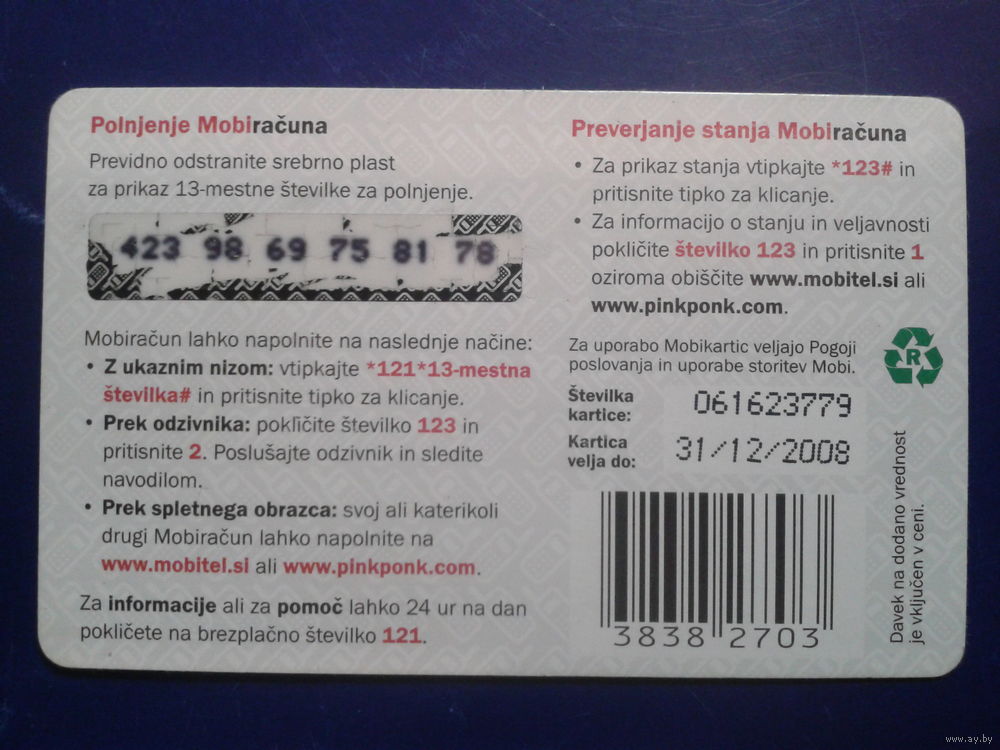 Polnjenje Mobiračuna
Previdno odstranite srebrno plast
za prikaz 13-mestne številke za polnjenje.
423 98 69 75 81 78
Mobiračun lahko napolnite na naslednje načine:
• Z ukaznim nizom: vtipkajte *121*13-mestna
številka# in pritisnite tipko za klicanje.
• Prek odzivnika: pokličite številko 123 in
pritisnite 2. Poslušajte odzivnik in sledite
navodilom.
• Prek spletnega obrazca: svoj ali katerikoli
drugi Mobiračun lahko napolnite na
www.mobitel.si ali www.pinkponk.com.
Za informacije ali za pomoč lahko 24 ur na dan
pokličete na brezplačno številko 121.
Preverjanje stanja Mobiračuna
• Za prikaz stanja vtipkajte *123# in
pritisnite tipko za klicanje.
• Za informacijo o stanju in veljavnosti
pokličite številko 123 in pritisnite 1
oziroma obiščite www.mobitel.si ali
www.pinkponk.com.
Za uporabo Mobikartic veljajo Pogoji
poslovanja in uporabe storitev Mobi.
R
Številka
kartice: 061623779
Kartica
velja do: 31/12/2008
3838 2703
Davek na dodano vrednost
je vključen v ceni.
www.ay.by